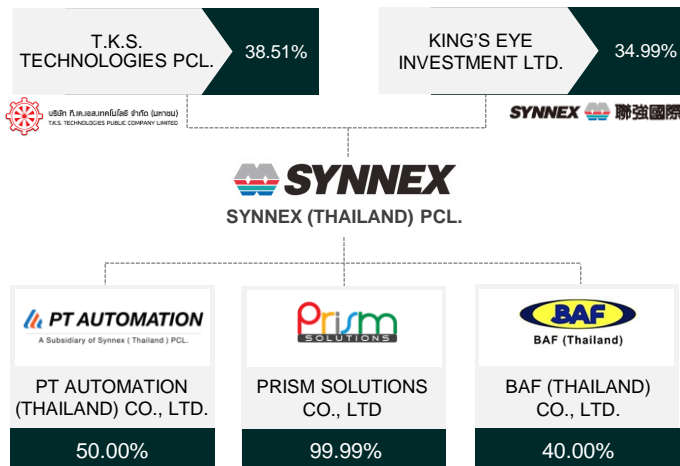 T.K.S.
TECHNOLOGIES PCL.
38.51%
KING'S EYE
INVESTMENT LTD.
34.99%
บริษัท ที.เค.เอส.เทคโนโลยี จำกัด (มหาชน)
T.K.S. TECHNOLOGIES PUBLIC COMPANY LIMITED
SYNNEX 聯強國際
SYNNEX
SYNNEX (THAILAND) PCL.
PT AUTOMATION
A Subsidiary of Synnex ( Thailand ) PCL.
PT AUTOMATION
(THAILAND) CO., LTD.
50.00%
Prism
SOLUTIONS
PRISM SOLUTIONS
CO., LTD
99.99%
BAF
BAF (Thailand)
BAF (THAILAND)
CO., LTD.
40.00%